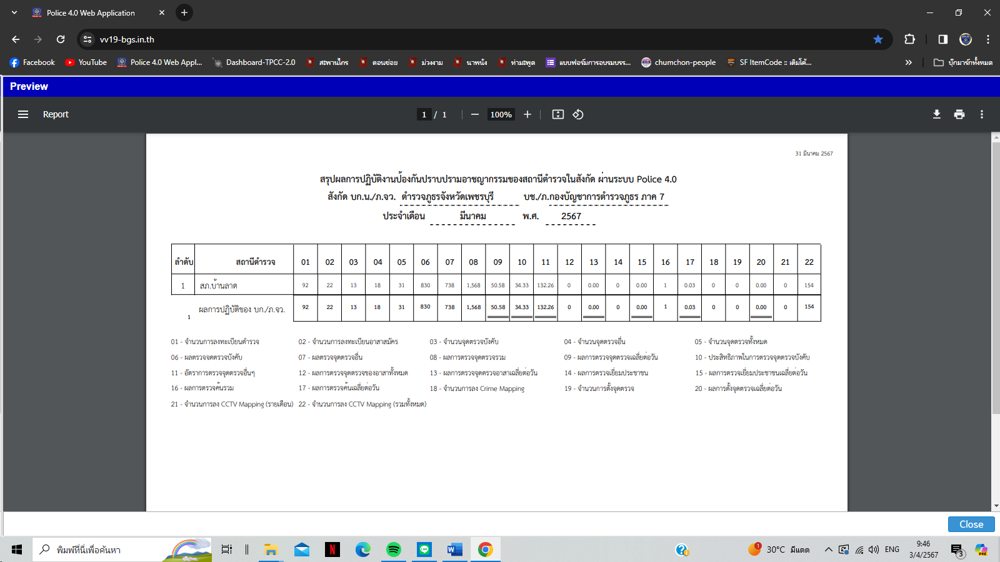 Police 4.0 Web Application
vv19-bgs.in.th
Facebook YouTube Police 4.0 Web Appl... Dashboard-TPCC-2.0 สะพานไกร ดอนซ่อย ม่วงงาม นาพนัง ท่ามะพูด แบบฟอร์มการอบรมบรร... chumchon-people SF ItemCode :: เติมโค้... » บุ๊กมาร์กทั้งหมด
Preview
Report 1 / 1 100%
31 มีนาคม 2567
สรุปผลการปฏิบัติงานป้องกันปราบปรามอาชญากรรมของสถานีตำรวจในสังกัด ผ่านระบบ Police 4.0
สังกัด บก.น./ภ.จว. ตำรวจภูธรจังหวัดเพชรบุรี บช./ภ.กองบัญชาการตำรวจภูธร ภาค 7
ประจำเดือน มีนาคม พ.ศ. 2567
ลำดับ สถานีตำรวจ 01 02 03 04 05 06 07 08 09 10 11 12 13 14 15 16 17 18 19 20 21 22
1 สภ.บ้านลาด 92 22 13 18 31 830 738 1,568 50.58 34.33 132.26 0 0.00 0 0.00 1 0.03 0 0 0.00 0 154
ผลการปฏิบัติของ บก./ภ.จว. 92 22 13 18 31 830 738 1,568 50.58 34.33 132.26 0 0.00 0 0.00 1 0.03 0 0 0.00 0 154
1
01 - จำนวนการลงทะเบียนตำรวจ 02 - จำนวนการลงทะเบียนอาสาสมัคร 03 - จำนวนจุดตรวจบังคับ 04 - จำนวนจุดตรวจอื่น 05 - จำนวนจุดตรวจทั้งหมด
06 - ผลตรวจจุดตรวจบังคับ 07 - ผลตรวจจุดตรวจอื่น 08 - ผลการตรวจจุดตรวจรวม 09 - ผลการตรวจจุดตรวจเฉลี่ยต่อวัน 10 - ประสิทธิภาพในการตรวจจุดตรวจบังคับ
11 - อัตราการตรวจจุดตรวจอื่นๆ 12 - ผลการตรวจจุดตรวจของอาสาทั้งหมด 13 - ผลการตรวจจุดตรวจอาสาเฉลี่ยต่อวัน 14 - ผลการตรวจเยี่ยมประชาชน 15 - ผลการตรวจเยี่ยมประชาชนเฉลี่ยต่อวัน
16 - ผลการตรวจค้นรวม 17 - ผลการตรวจค้นเฉลี่ยต่อวัน 18 - จำนวนการลง Crime Mapping 19 - จำนวนการตั้งจุดตรวจ 20 - ผลการตั้งจุดตรวจเฉลี่ยต่อวัน
21 - จำนวนการลง CCTV Mapping (รายเดือน) 22 - จำนวนการลง CCTV Mapping (รวมทั้งหมด)
Close
พิมพ์ที่นี่เพื่อค้นหา 30°C มีแดด ENG 9:46
3/4/2567 3